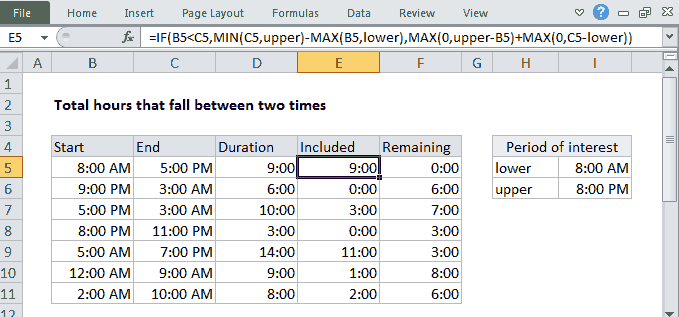 File Home Insert Page Layout Formulas Data Review View
E5 fx =IF(B5<C5,MIN(C5,upper)-MAX(B5,lower),MAX(0,upper-B5)+MAX(0,C5-lower))
A B C D E F G H I
1
2 Total hours that fall between two times
3
4 Start End Duration Included Remaining Period of interest
5 8:00 AM 5:00 PM 9:00 9:00 0:00 lower 8:00 AM
6 9:00 PM 3:00 AM 6:00 0:00 6:00 upper 8:00 PM
7 5:00 PM 3:00 AM 10:00 3:00 7:00
8 8:00 PM 11:00 PM 3:00 0:00 3:00
9 5:00 AM 7:00 PM 14:00 11:00 3:00
10 12:00 AM 9:00 AM 9:00 1:00 8:00
11 2:00 AM 10:00 AM 8:00 2:00 6:00
12